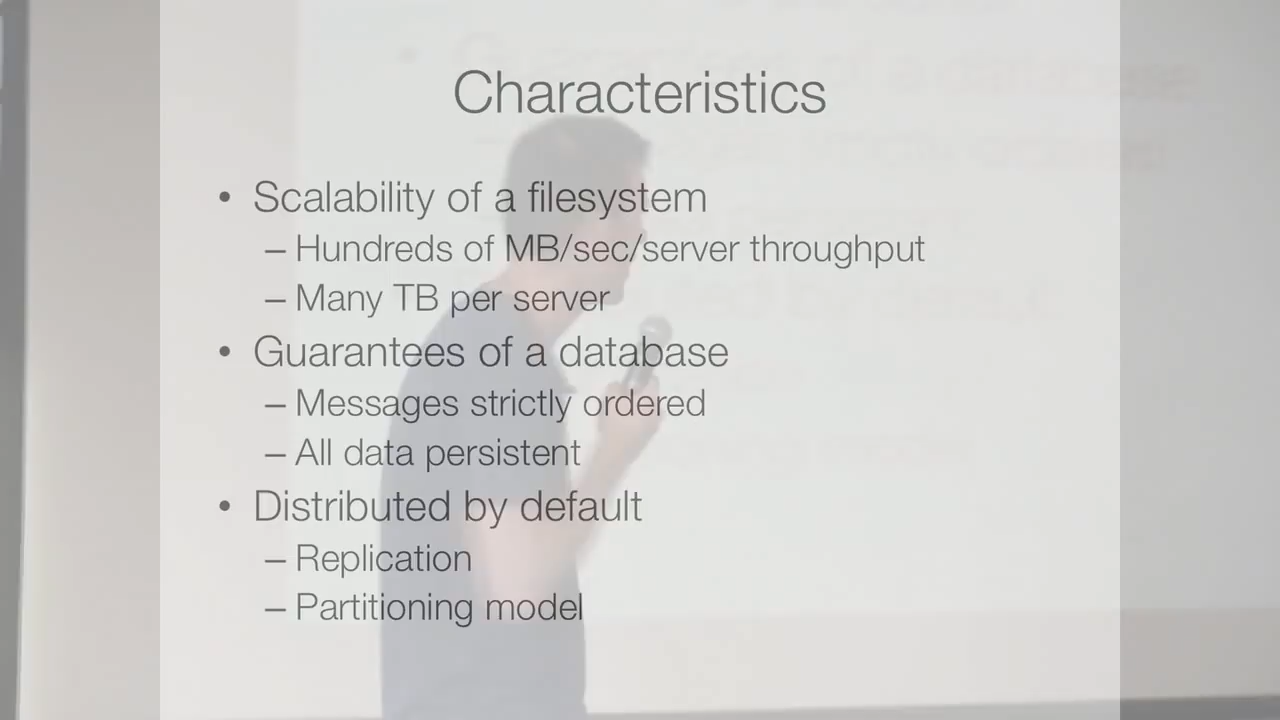 Characteristics
• Scalability of a filesystem
– Hundreds of MB/sec/server throughput
– Many TB per server
• Guarantees of a database
– Messages strictly ordered
– All data persistent
• Distributed by default
– Replication
– Partitioning model